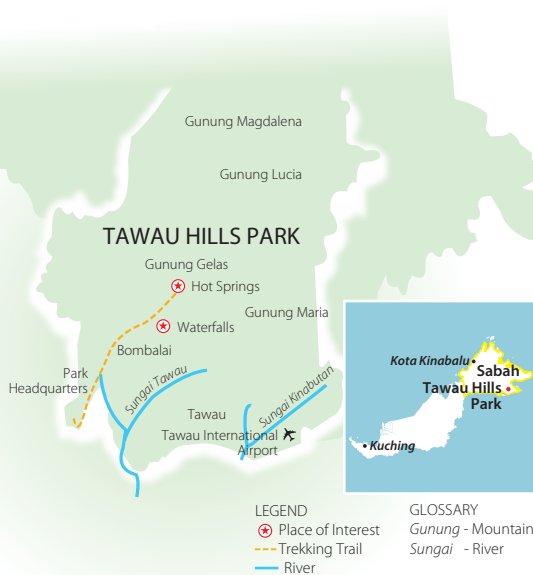 Gunung Magdalena
Gunung Lucia
TAWAU HILLS PARK
Gunung Gelas
Hot Springs
Gunung Maria
Waterfalls
Bombalai
Park
Headquarters
Sungai Tawau
Tawau
Sungai Kinabutan
Tawau International
Airport
Kota Kinabalu
Sabah
Tawau Hills
Park
Kuching
LEGEND
Place of Interest
Trekking Trail
River
GLOSSARY
Gunung - Mountain
Sungai - River